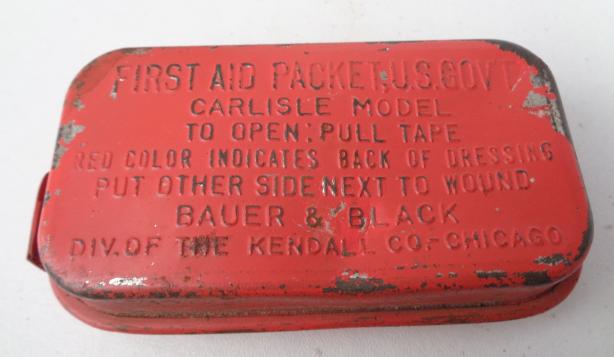 FIRST AID PACKET, U.S. GOV'T
CARLISLE MODEL
TO OPEN: PULL TAPE
RED COLOR INDICATES BACK OF DRESSING
PUT OTHER SIDE NEXT TO WOUND
BAUER & BLACK
DIV. OF THE KENDALL CO.-CHICAGO